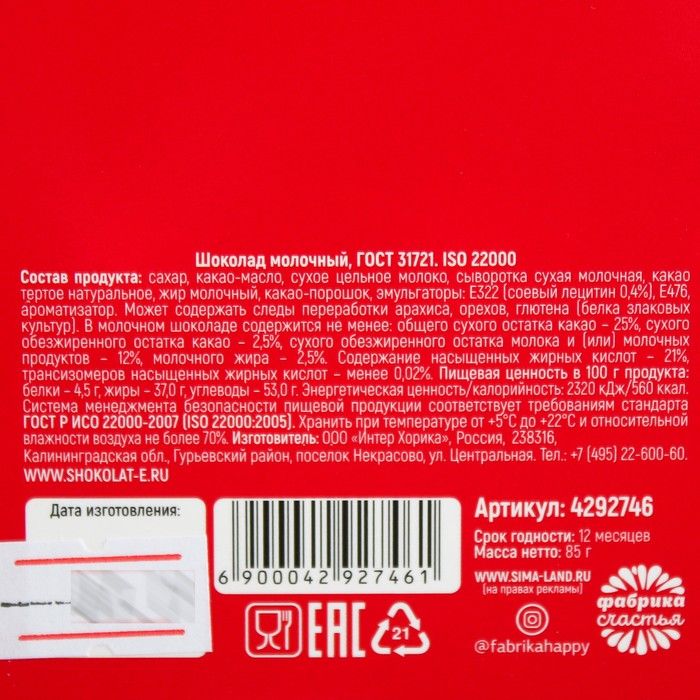 Шоколад молочный, ГОСТ 31721. ISO 22000
Состав продукта: сахар, какао-масло, сухое цельное молоко, сыворотка сухая молочная, какао
тертое натуральное, жир молочный, какао-порошок, эмульгаторы: Е322 (соевый лецитин 0,4%), Е476,
ароматизатор. Может содержать следы переработки арахиса, орехов, глютена (белка злаковых
культур). В молочном шоколаде содержится не менее: общего сухого остатка какао – 25%, сухого
обезжиренного остатка какао – 2,5%, сухого обезжиренного остатка молока и (или) молочных
продуктов – 12%, молочного жира – 2,5%. Содержание насыщенных жирных кислот – 21%,
трансизомеров насыщенных жирных кислот – менее 0,02%. Пищевая ценность в 100 г продукта:
белки – 4,5 г, жиры – 37,0 г, углеводы – 53,0 г. Энергетическая ценность/калорийность: 2320 кДж/560 ккал.
Система менеджмента безопасности пищевой продукции соответствует требованиям стандарта
ГОСТ Р ИСО 22000-2007 (ISO 22000:2005). Хранить при температуре от +5°С до +22°С и относительной
влажности воздуха не более 70%. Изготовитель: ООО «Интер Хорика», Россия, 238316,
Калининградская обл., Гурьевский район, поселок Некрасово, ул. Центральная. Тел.: +7 (495) 22-600-60.
WWW.SHOKOLAT-E.RU
Дата изготовления:
6 900042 927461
Артикул: 4292746
Срок годности: 12 месяцев
Масса нетто: 85 г
WWW.SIMA-LAND.RU
(на правах рекламы)
@fabrikahappy
фабрика
счастья
EAC
21